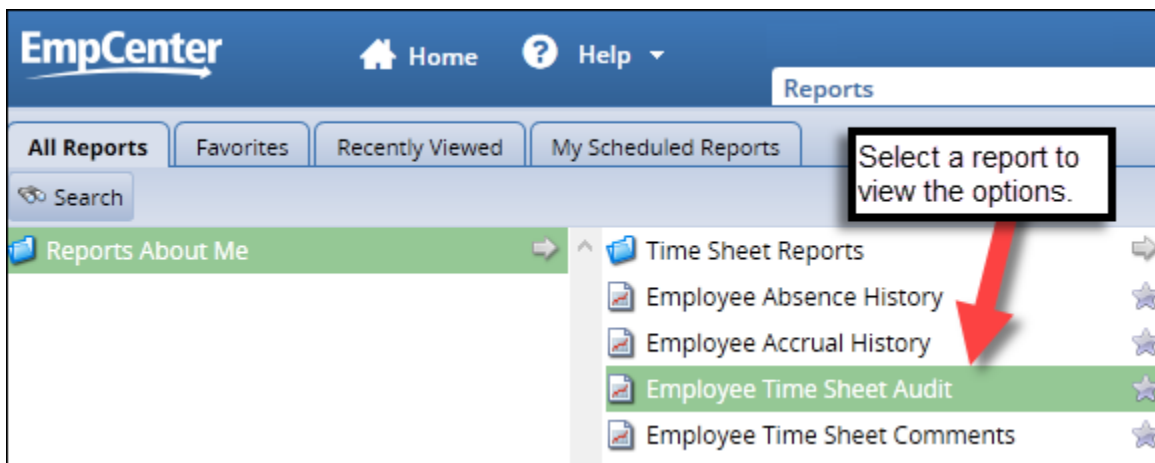 EmpCenter
Home
Help
Reports
All Reports
Favorites
Recently Viewed
My Scheduled Reports
Select a report to
view the options.
Search
Reports About Me
Time Sheet Reports
Employee Absence History
Employee Accrual History
Employee Time Sheet Audit
Employee Time Sheet Comments